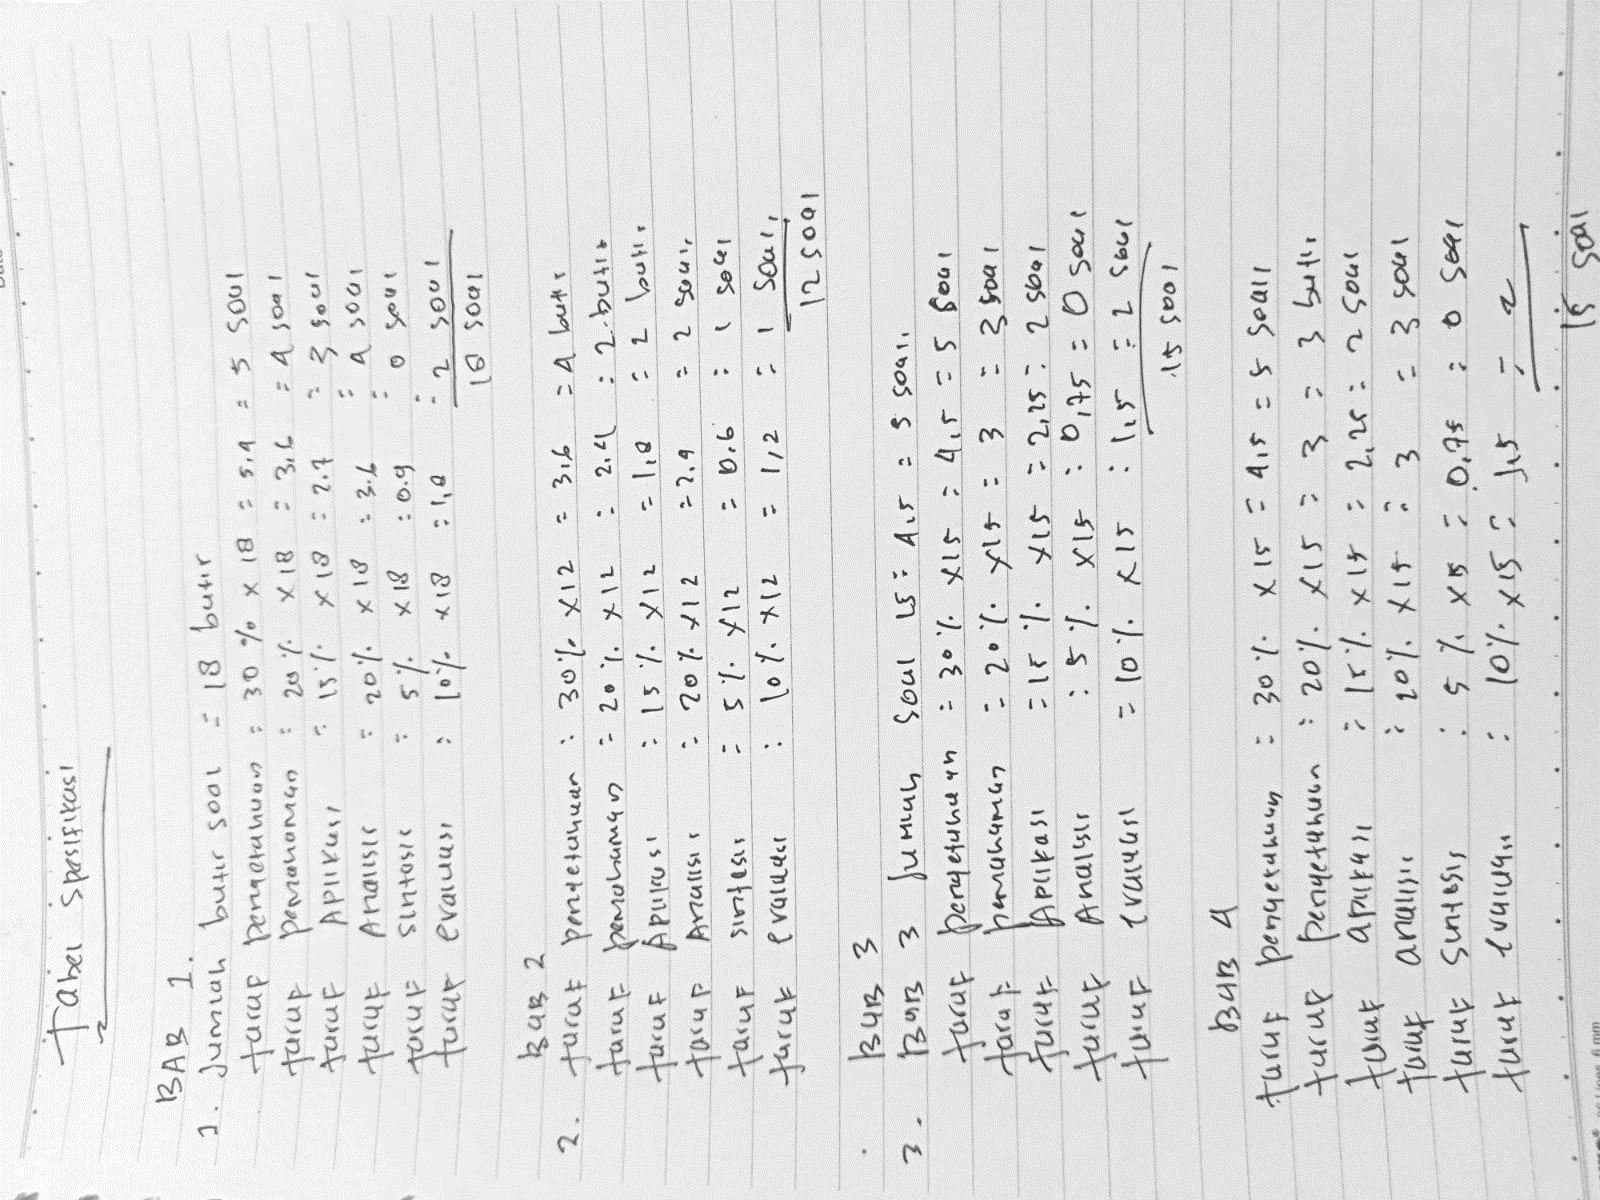 Tabel Spesifikasi
BAB 1.
1. Jumlah butir soal = 18 butir
taraf pengetahuan = 30% x 18 = 5,4 = 5 soal
taraf pemahaman = 20% x 18 = 3,6 = 4 soal
taraf Aplikasi = 15% x 18 = 2.7 = 3 soal
taraf Analisis = 20% x 18 = 3.6 = 4 soal
taraf Sintesis = 5% x 18 = 0.9 = 0 soal
taraf evaluasi = 10% x 18 = 1,8 = 2 soal
18 soal
BAB 2
2. taraf pengetahuan = 30% x 12 = 3,6 = 4 butir
taraf pemahaman = 20% x 12 = 2,4 = 2 butir
taraf Aplikasi = 15% x 12 = 1,8 = 2 butir
taraf Analisis = 20% x 12 = 2.4 = 2 soal
taraf sintesis = 5% x 12 = 0.6 = 1 soal
taraf evaluasi = 10% x 12 = 1,2 = 1 soal
12 soal
BAB 3
3. BAB 3 Jumlah soal 15 = 4,5 = 5 soal
taraf pengetahuan = 30% x 15 = 4,5 = 5 soal
taraf pemahaman = 20% x 15 = 3 = 3 soal
taraf Aplikasi = 15% x 15 = 2,25 = 2 soal
taraf Analisis = 5% x 15 = 0,75 = 0 soal
taraf evaluasi = 10% x 15 = 1,5 = 2 soal
15 soal
BAB 4
taraf pengetahuan = 30% x 15 = 4,5 = 5 soal
taraf pengetahuan = 20% x 15 = 3 = 3 butir
taraf aplikasi = 15% x 15 = 2,25 = 2 soal
taraf analisis = 20% x 15 = 3 = 3 soal
taraf sintesis = 5% x 15 = 0,75 = 0 soal
taraf evaluasi = 10% x 15 = 1,5 = 2
15 soal